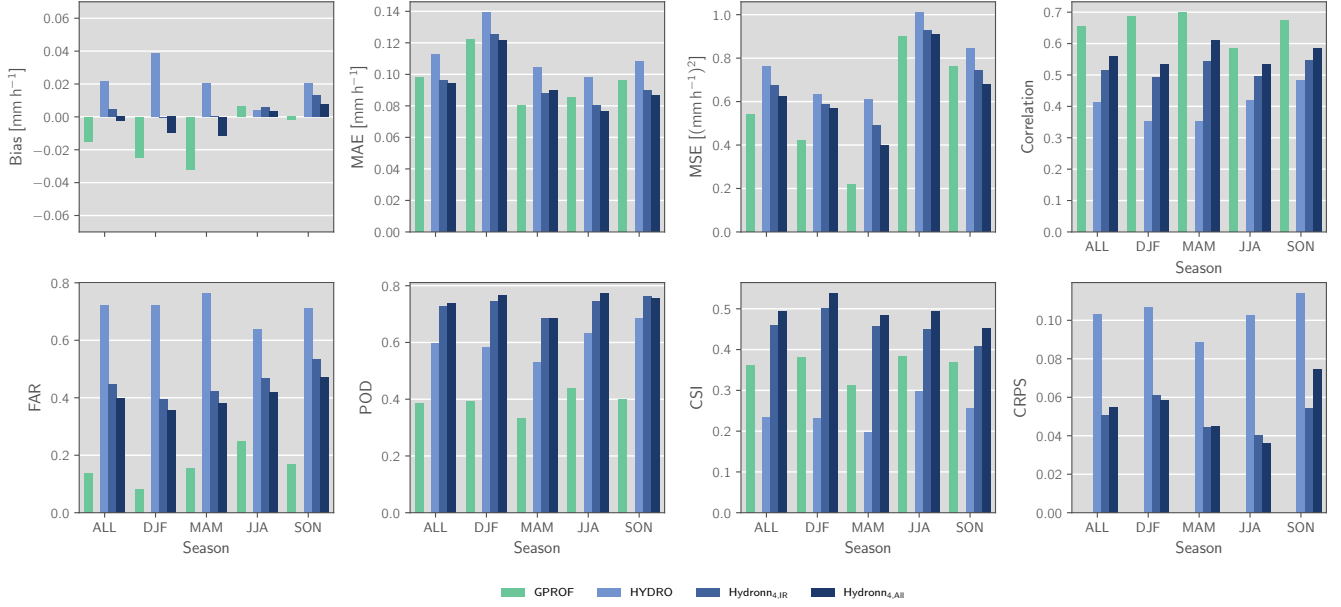 Bias [mm h⁻¹]
0.06
0.04
0.02
0.00
−0.02
−0.04
−0.06
MAE [mm h⁻¹]
0.14
0.12
0.10
0.08
0.06
0.04
0.02
0.00
MSE [(mm h⁻¹)²]
1.0
0.8
0.6
0.4
0.2
0.0
Correlation
0.7
0.6
0.5
0.4
0.3
0.2
0.1
0.0
ALL DJF MAM JJA SON
Season
FAR
0.8
0.6
0.4
0.2
0.0
ALL DJF MAM JJA SON
Season
POD
0.8
0.6
0.4
0.2
0.0
ALL DJF MAM JJA SON
Season
CSI
0.5
0.4
0.3
0.2
0.1
0.0
ALL DJF MAM JJA SON
Season
CRPS
0.10
0.08
0.06
0.04
0.02
0.00
ALL DJF MAM JJA SON
Season
GPROF HYDRO Hydronn₄,IR Hydronn₄,All